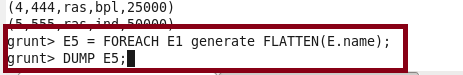 (4,444,ras,bpl,25000)
(5,555,ras,ind,50000)
grunt> E5 = FOREACH E1 generate FLATTEN(E.name);
grunt> DUMP E5;